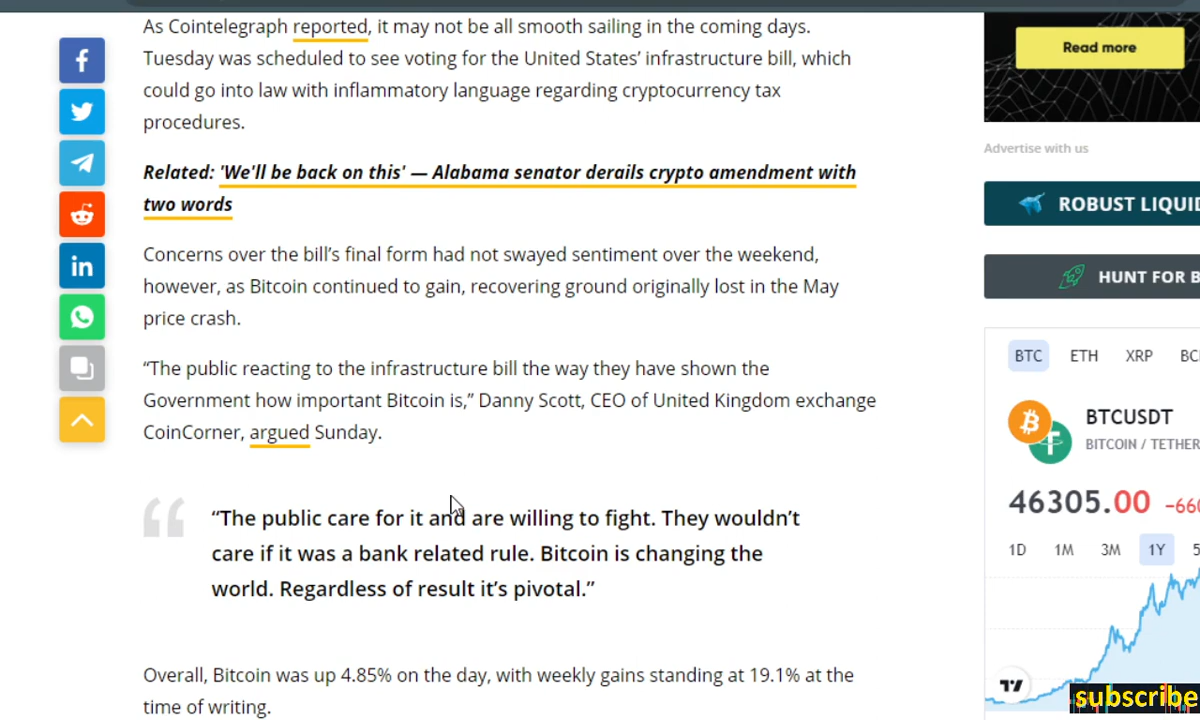 As Cointelegraph reported, it may not be all smooth sailing in the coming days.
Tuesday was scheduled to see voting for the United States’ infrastructure bill, which
could go into law with inflammatory language regarding cryptocurrency tax
procedures.
Related: 'We'll be back on this' — Alabama senator derails crypto amendment with
two words
Concerns over the bill’s final form had not swayed sentiment over the weekend,
however, as Bitcoin continued to gain, recovering ground originally lost in the May
price crash.
“The public reacting to the infrastructure bill the way they have shown the
Government how important Bitcoin is,” Danny Scott, CEO of United Kingdom exchange
CoinCorner, argued Sunday.
“The public care for it and are willing to fight. They wouldn’t
care if it was a bank related rule. Bitcoin is changing the
world. Regardless of result it’s pivotal.”
Overall, Bitcoin was up 4.85% on the day, with weekly gains standing at 19.1% at the
time of writing.
Read more
Advertise with us
ROBUST LIQUID
HUNT FOR B
BTC ETH XRP BC
BTCUSDT
BITCOIN / TETHER
46305.00 -660
1D 1M 3M 1Y 5
subscribe